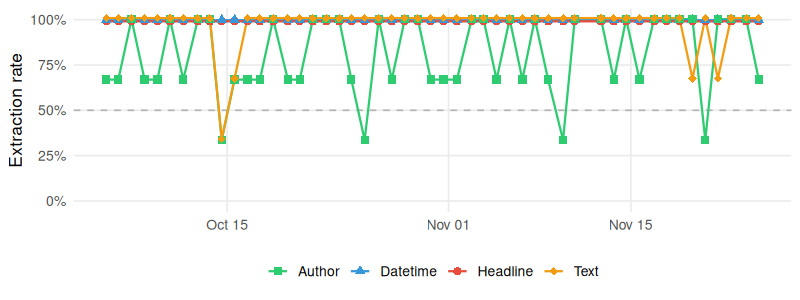 Extraction rate
100%
75%
50%
25%
0%
Oct 15
Nov 01
Nov 15
Author
Datetime
Headline
Text